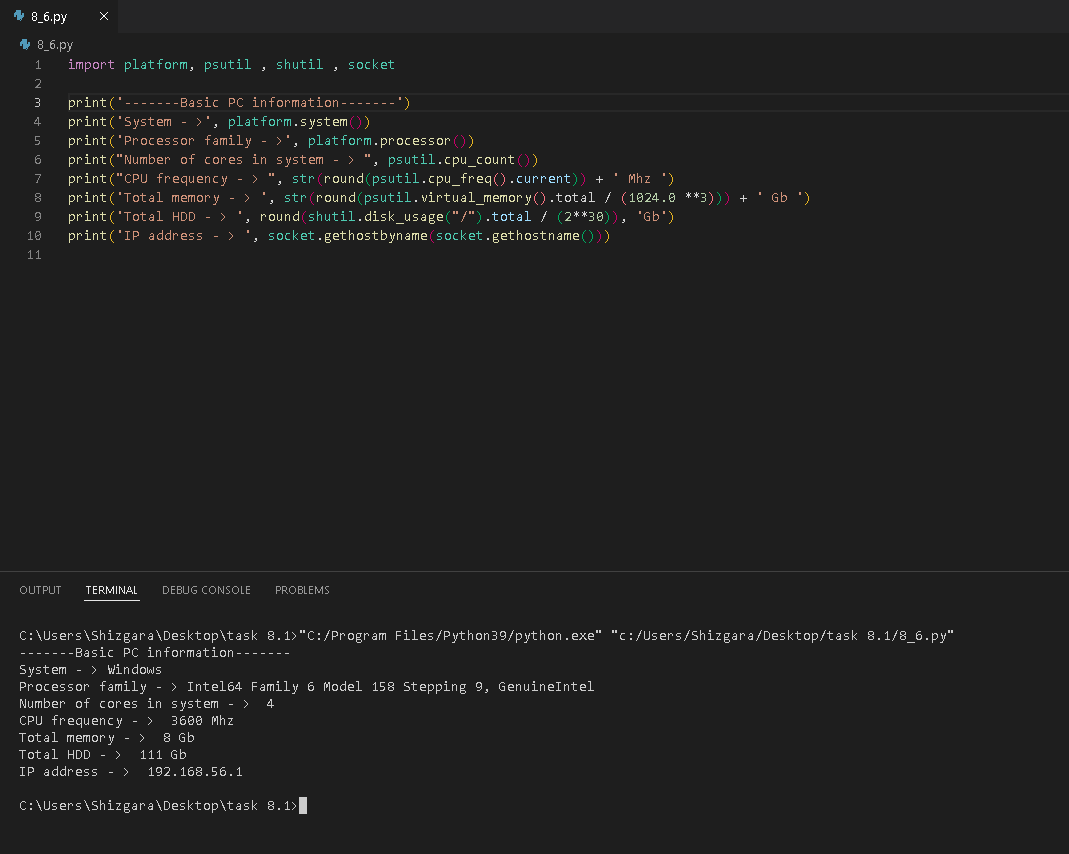 8_6.py
8_6.py
1 import platform, psutil , shutil , socket
2
3 print('-------Basic PC information-------')
4 print('System - >', platform.system())
5 print('Processor family - >', platform.processor())
6 print("Number of cores in system - > ", psutil.cpu_count())
7 print("CPU frequency - > ", str(round(psutil.cpu_freq().current)) + ' Mhz ')
8 print('Total memory - > ', str(round(psutil.virtual_memory().total / (1024.0 **3))) + ' Gb ')
9 print('Total HDD - > ', round(shutil.disk_usage("/").total / (2**30)), 'Gb')
10 print('IP address - > ', socket.gethostbyname(socket.gethostname()))
11
OUTPUT TERMINAL DEBUG CONSOLE PROBLEMS
C:\Users\Shizgara\Desktop\task 8.1>"C:/Program Files/Python39/python.exe" "c:/Users/Shizgara/Desktop/task 8.1/8_6.py"
-------Basic PC information-------
System - > Windows
Processor family - > Intel64 Family 6 Model 158 Stepping 9, GenuineIntel
Number of cores in system - >  4
CPU frequency - >  3600 Mhz
Total memory - >  8 Gb
Total HDD - >  111 Gb
IP address - >  192.168.56.1
C:\Users\Shizgara\Desktop\task 8.1>